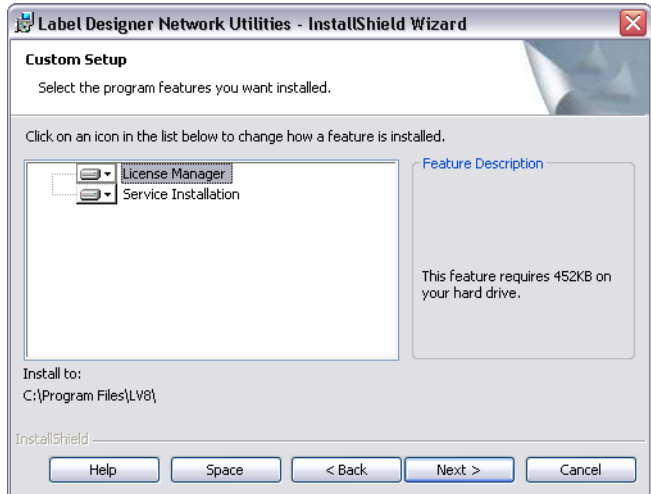 Label Designer Network Utilities - InstallShield Wizard
Custom Setup
Select the program features you want installed.
Click on an icon in the list below to change how a feature is installed.
License Manager
Service Installation
Feature Description
This feature requires 452KB on
your hard drive.
Install to:
C:\Program Files\LV8\
InstallShield
Help
Space
< Back
Next >
Cancel